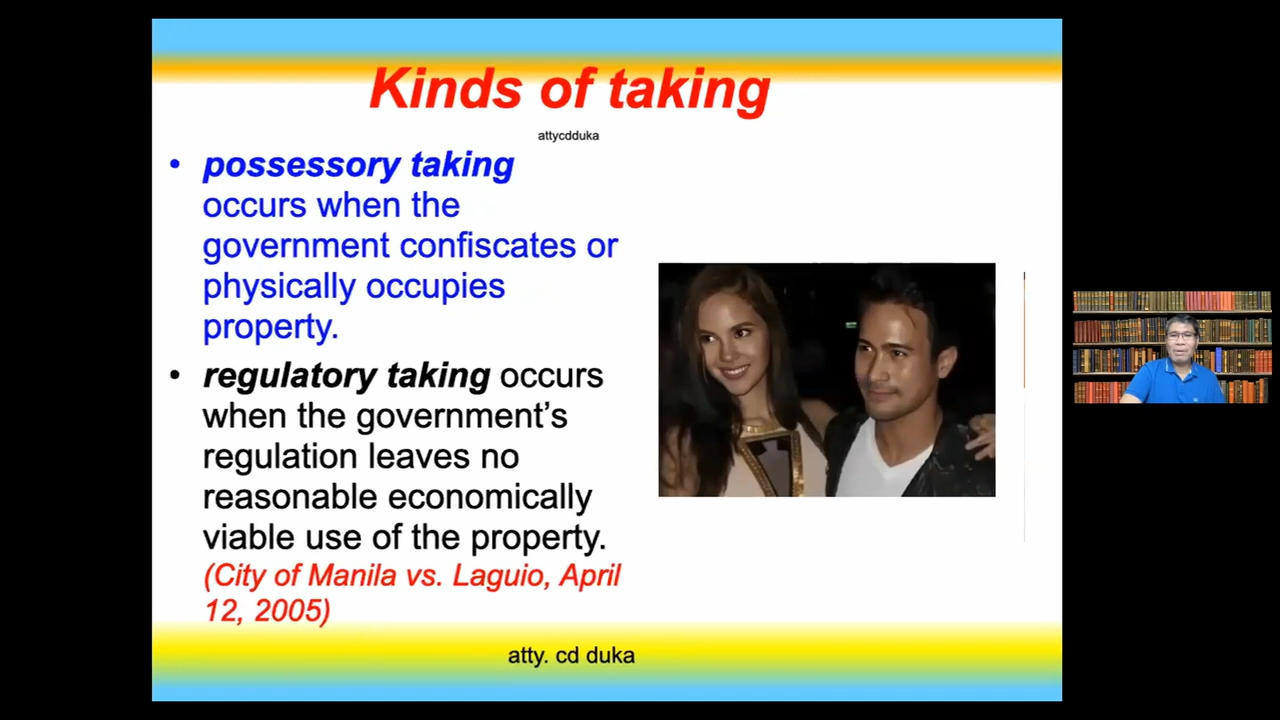 Kinds of taking
attycdduka
• possessory taking
occurs when the
government confiscates or
physically occupies
property.
• regulatory taking occurs
when the government’s
regulation leaves no
reasonable economically
viable use of the property.
(City of Manila vs. Laguio, April
12, 2005)
atty. cd duka